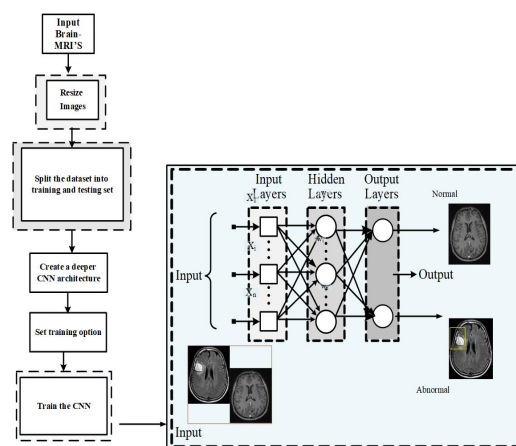 Input
Brain-
MRI'S
Resize
Images
Split the dataset into
training and testing set
Create a deeper
CNN architecture
Set training option
Train the CNN
Input
Layers
Hidden
Layers
Output
Layers
Normal
Input
Output
Abnormal
Input